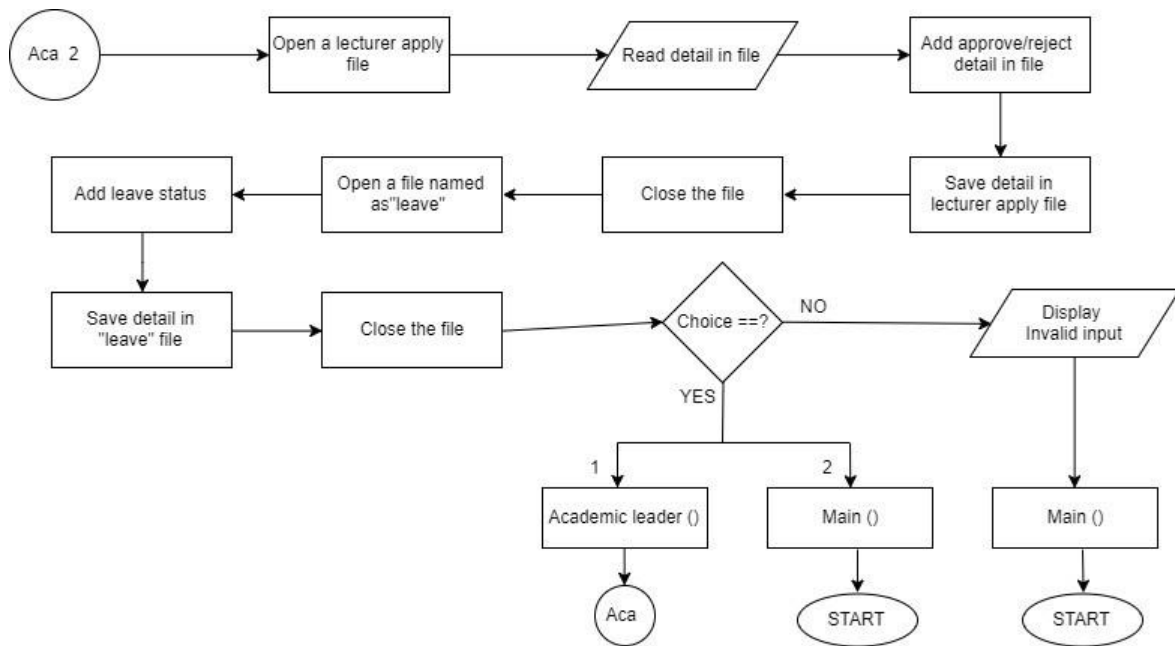 Aca 2
Open a lecturer apply
file
Read detail in file
Add approve/reject
detail in file
Add leave status
Open a file named
as"leave"
Close the file
Save detail in
lecturer apply file
Save detail in
"leave" file
Close the file
Choice ==?
NO
Display
Invalid input
YES
1
2
Academic leader ()
Main ()
Main ()
Aca
START
START